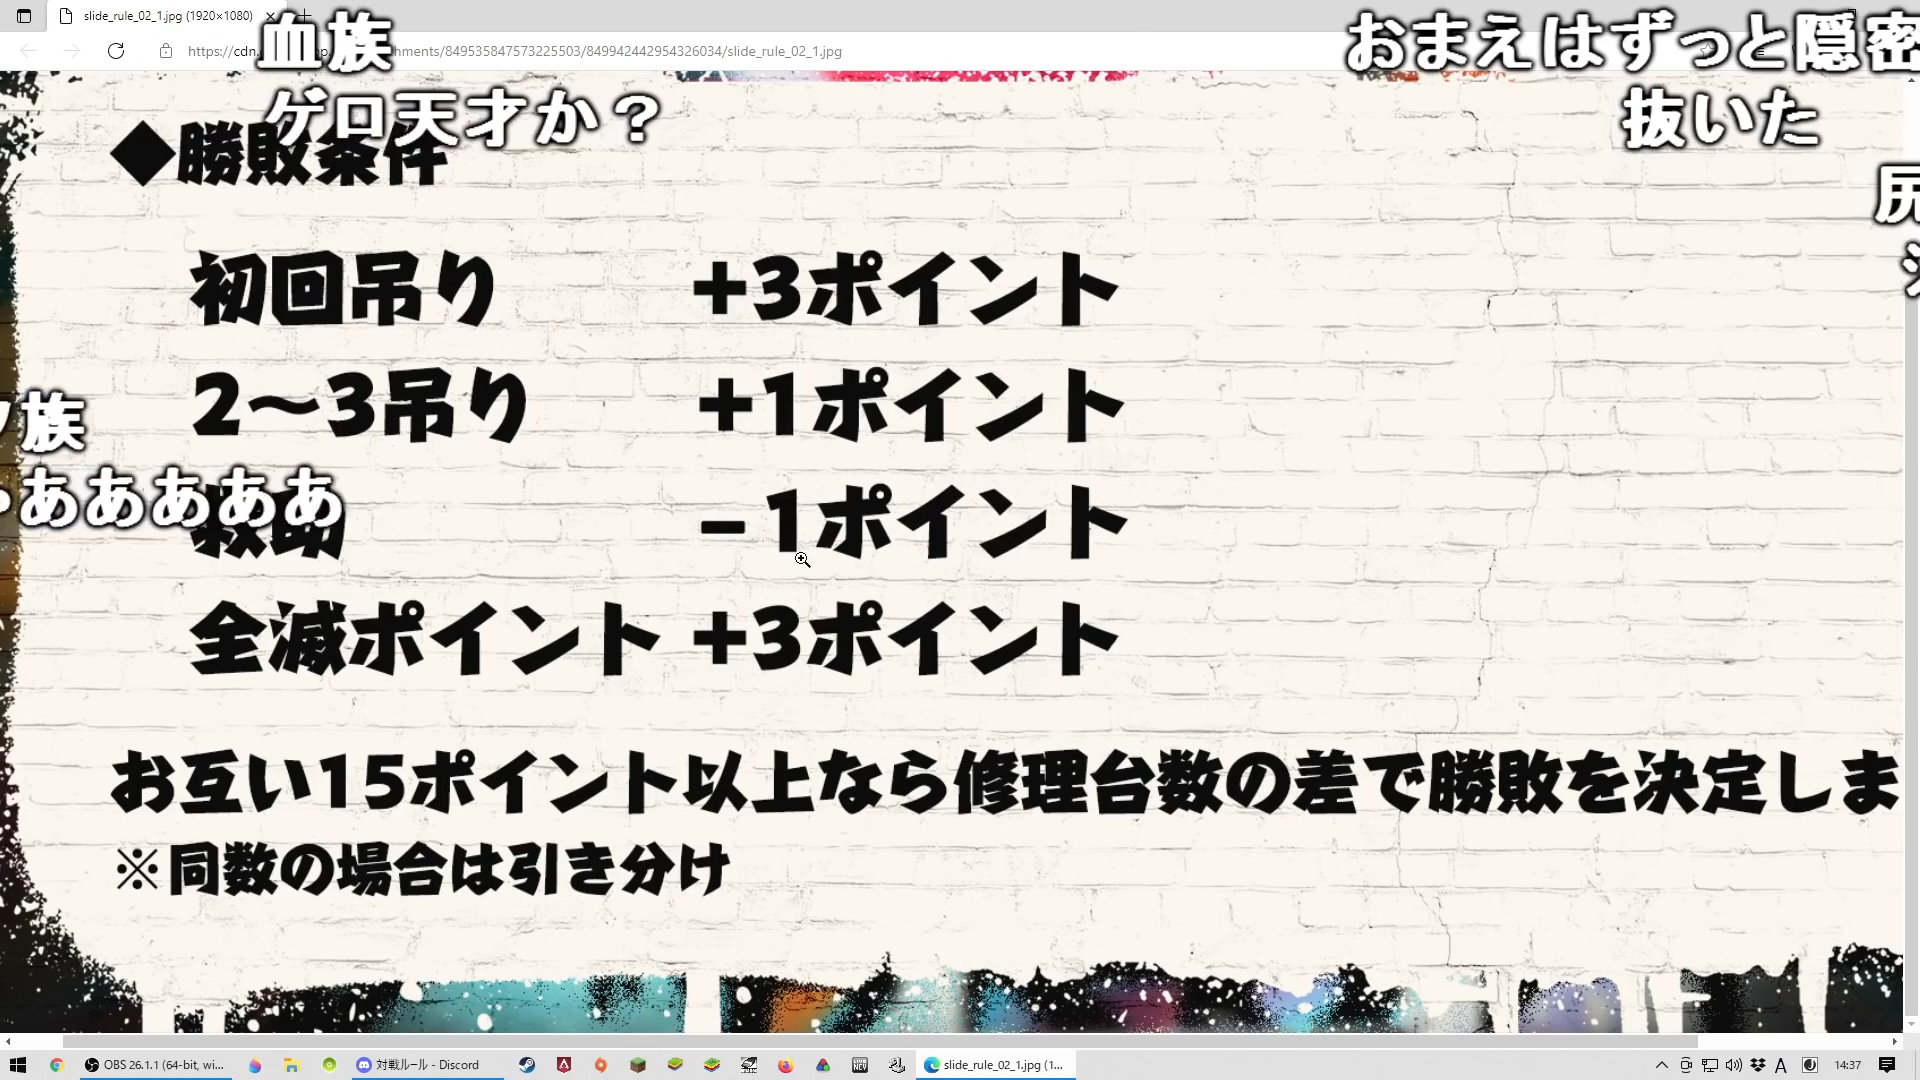 slide_rule_02_1.jpg (1920×1080)
血族
おまえはずっと隠密
hments/849535847573225503/849942442954326034/slide_rule_02_1.jpg
https://cdn.
ゲロ天才か？
抜いた
◆勝敗条件
尻
初回吊り +3ポイント
2～3吊り +1ポイント
族
ああああああ
救助 -1ポイント
全滅ポイント +3ポイント
お互い15ポイント以上なら修理台数の差で勝敗を決定しま
※同数の場合は引き分け
OBS 26.1.1 (64-bit, wi...
対戦ルール - Discord
slide_rule_02_1.jpg (1...
A
14:37